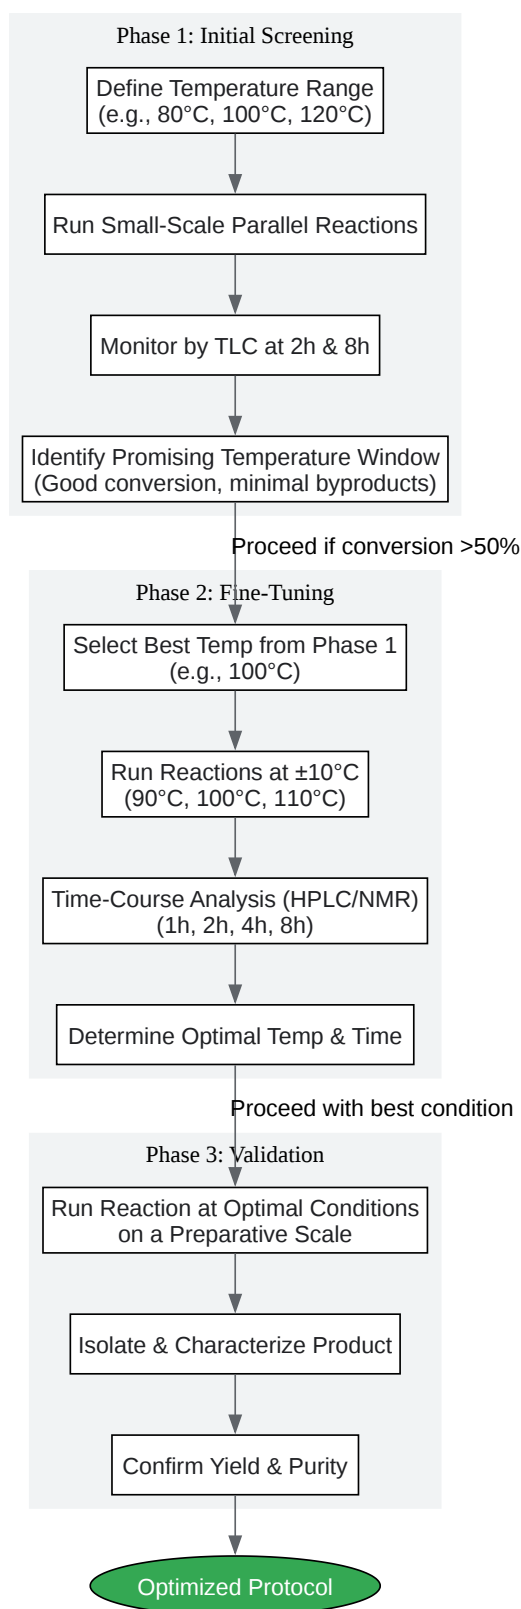 Phase 1: Initial Screening
Define Temperature Range
(e.g., 80°C, 100°C, 120°C)
Run Small-Scale Parallel Reactions
Monitor by TLC at 2h & 8h
Identify Promising Temperature Window
(Good conversion, minimal byproducts)
Proceed if conversion >50%
Phase 2: Fine-Tuning
Select Best Temp from Phase 1
(e.g., 100°C)
Run Reactions at ±10°C
(90°C, 100°C, 110°C)
Time-Course Analysis (HPLC/NMR)
(1h, 2h, 4h, 8h)
Determine Optimal Temp & Time
Proceed with best condition
Phase 3: Validation
Run Reaction at Optimal Conditions
on a Preparative Scale
Isolate & Characterize Product
Confirm Yield & Purity
Optimized Protocol